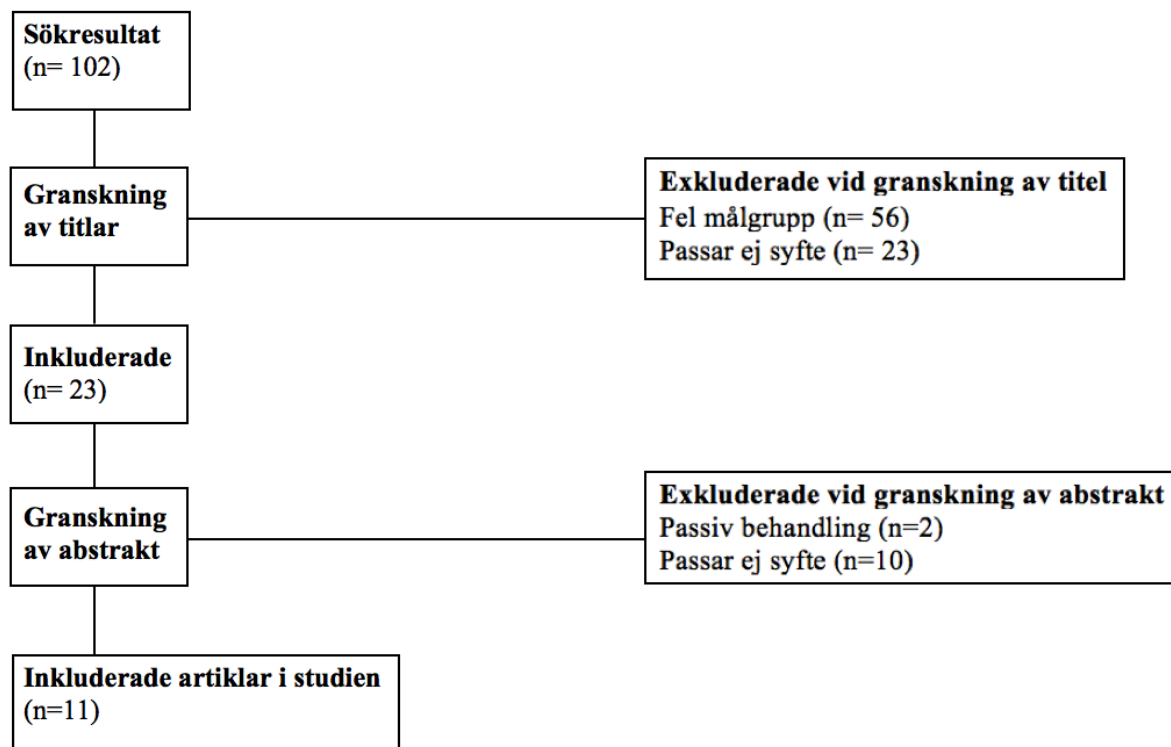 Sökresultat
(n= 102)
Granskning
av titlar
Exkluderade vid granskning av titel
Fel målgrupp (n= 56)
Passar ej syfte (n= 23)
Inkluderade
(n= 23)
Granskning
av abstrakt
Exkluderade vid granskning av abstrakt
Passiv behandling (n=2)
Passar ej syfte (n=10)
Inkluderade artiklar i studien
(n=11)